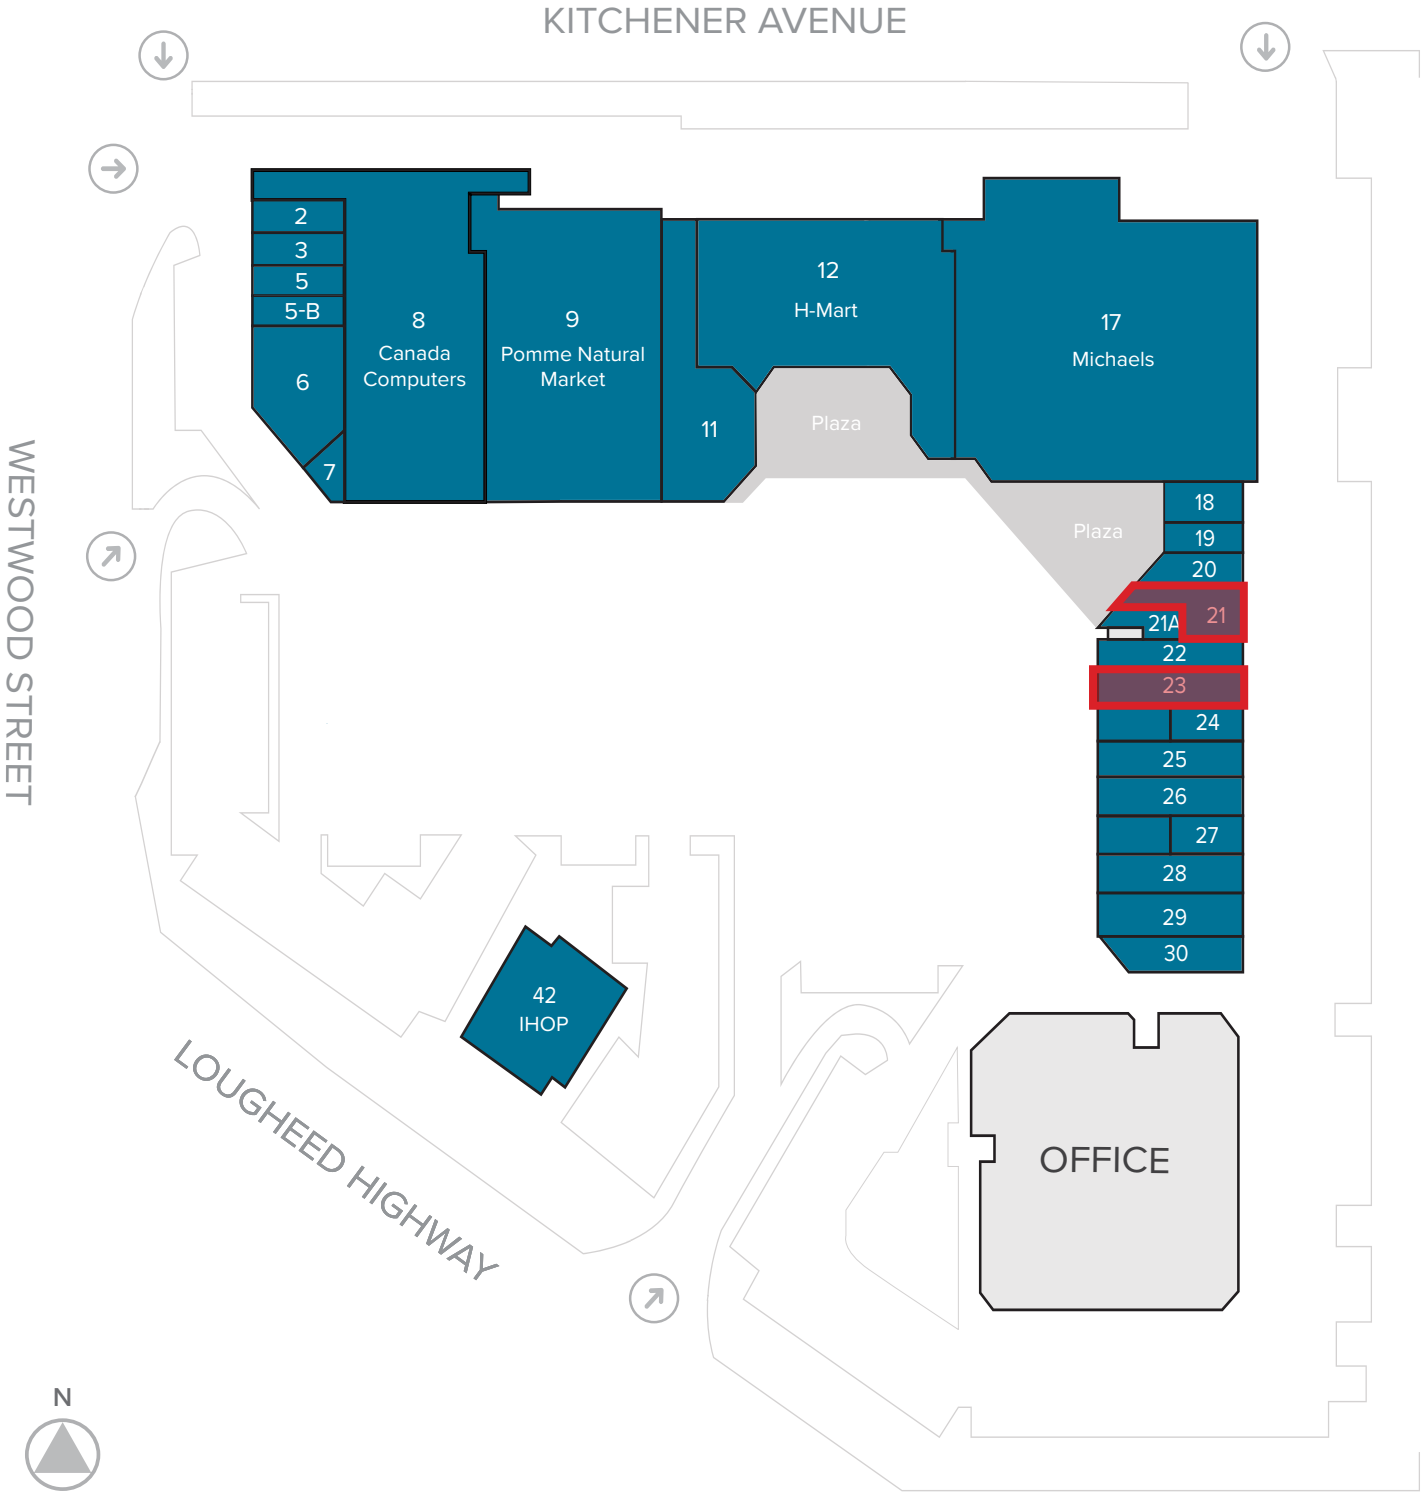 KITCHENER AVENUE
2
3
5
5-B
6
7
8
Canada
Computers
9
Pomme Natural
Market
11
12
H-Mart
Plaza
17
Michaels
Plaza
18
19
20
21
21A
22
23
24
25
26
27
28
29
30
WESTWOOD STREET
42
IHOP
LOUGHEED HIGHWAY
OFFICE
N